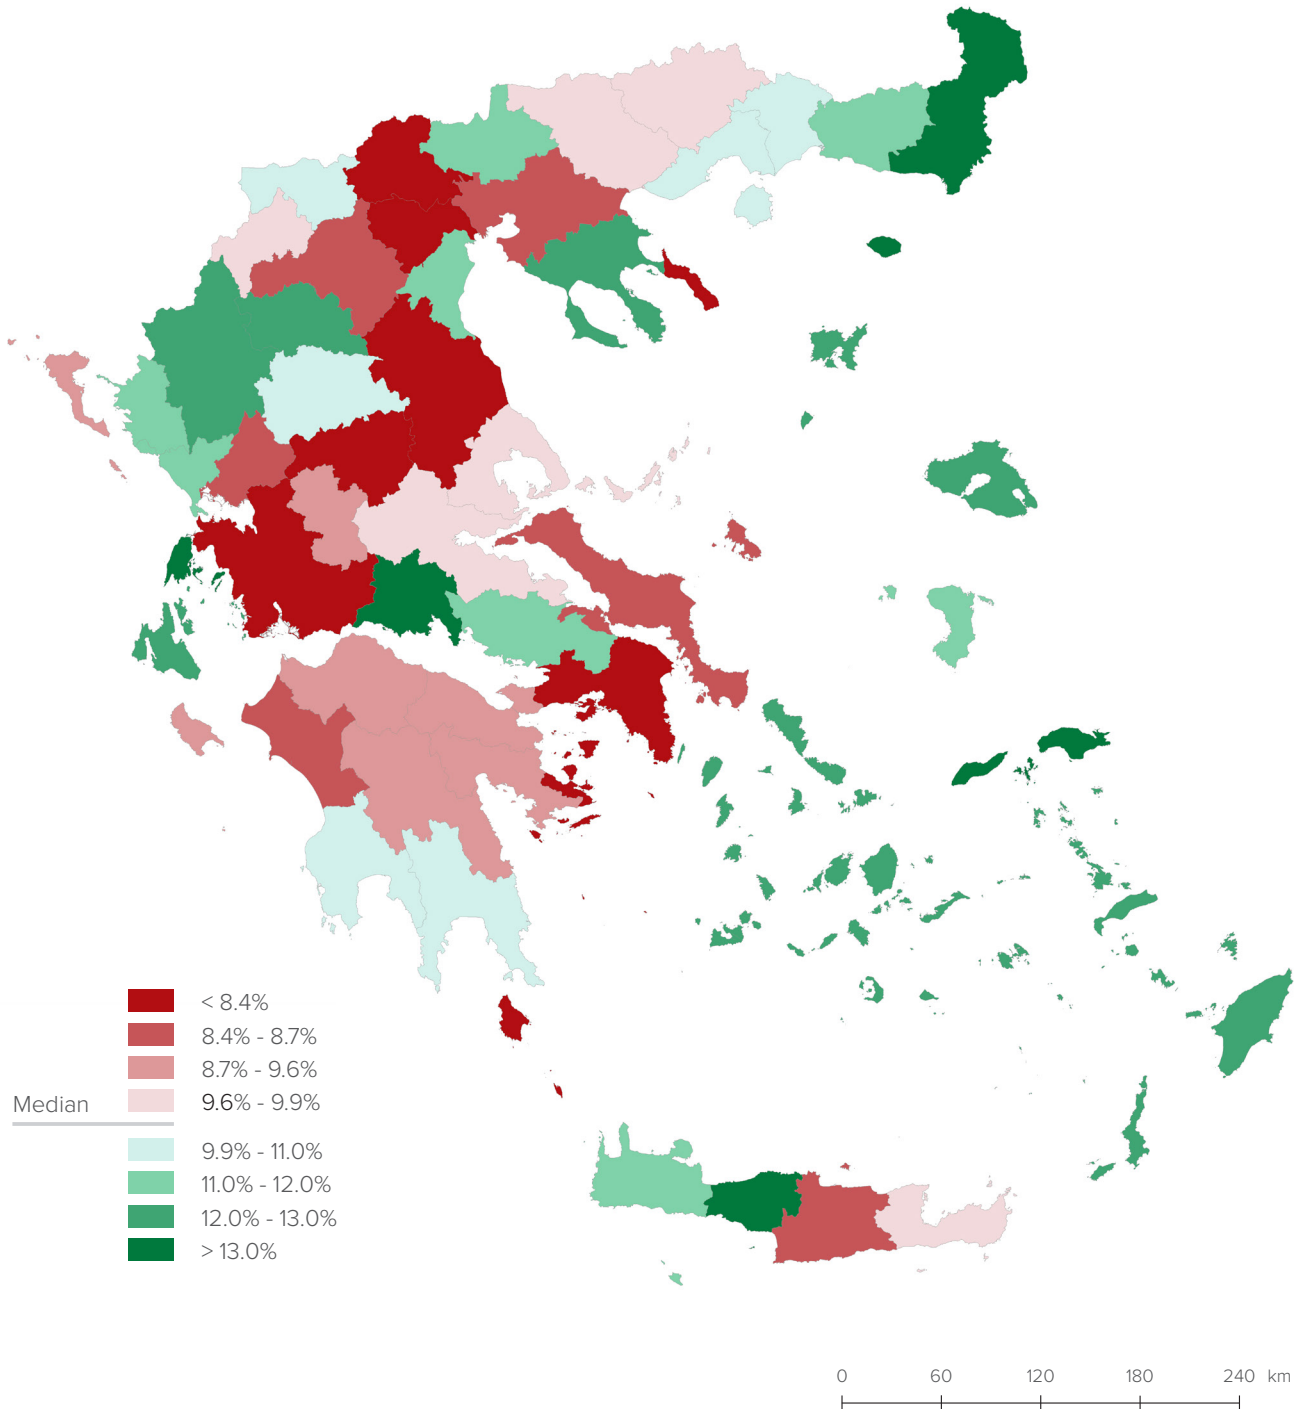 < 8.4%
8.4% - 8.7%
8.7% - 9.6%
9.6% - 9.9%
Median
9.9% - 11.0%
11.0% - 12.0%
12.0% - 13.0%
> 13.0%
0 60 120 180 240 km